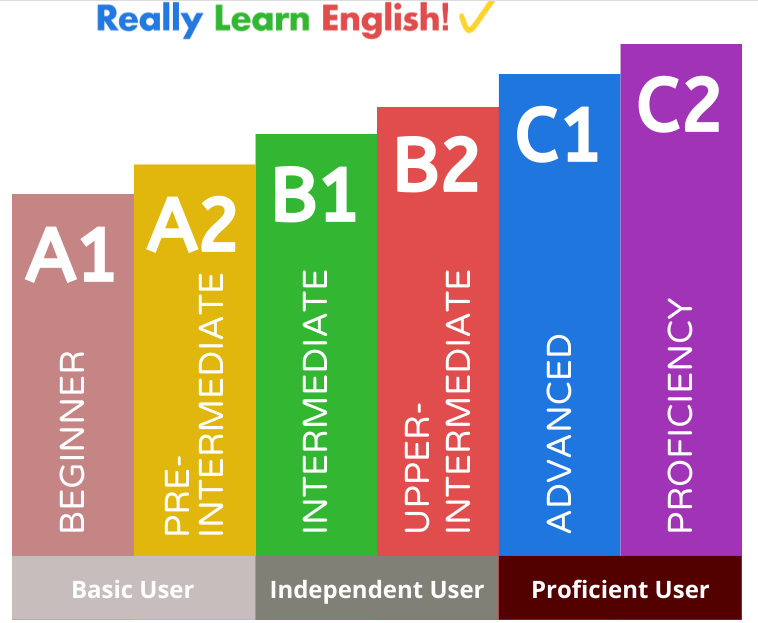 Really Learn English!
A1
BEGINNER
A2
PRE-
INTERMEDIATE
B1
INTERMEDIATE
B2
UPPER-
INTERMEDIATE
C1
ADVANCED
C2
PROFICIENCY
Basic User
Independent User
Proficient User